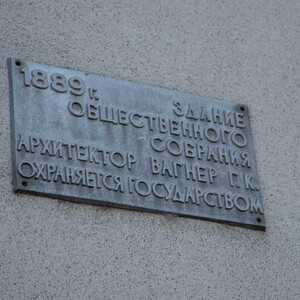 1889 г. ЗДАНИЕ
ОБЩЕСТВЕННОГО
СОБРАНИЯ
АРХИТЕКТОР ВАГНЕР Г. К.
ОХРАНЯЕТСЯ ГОСУДАРСТВОМ